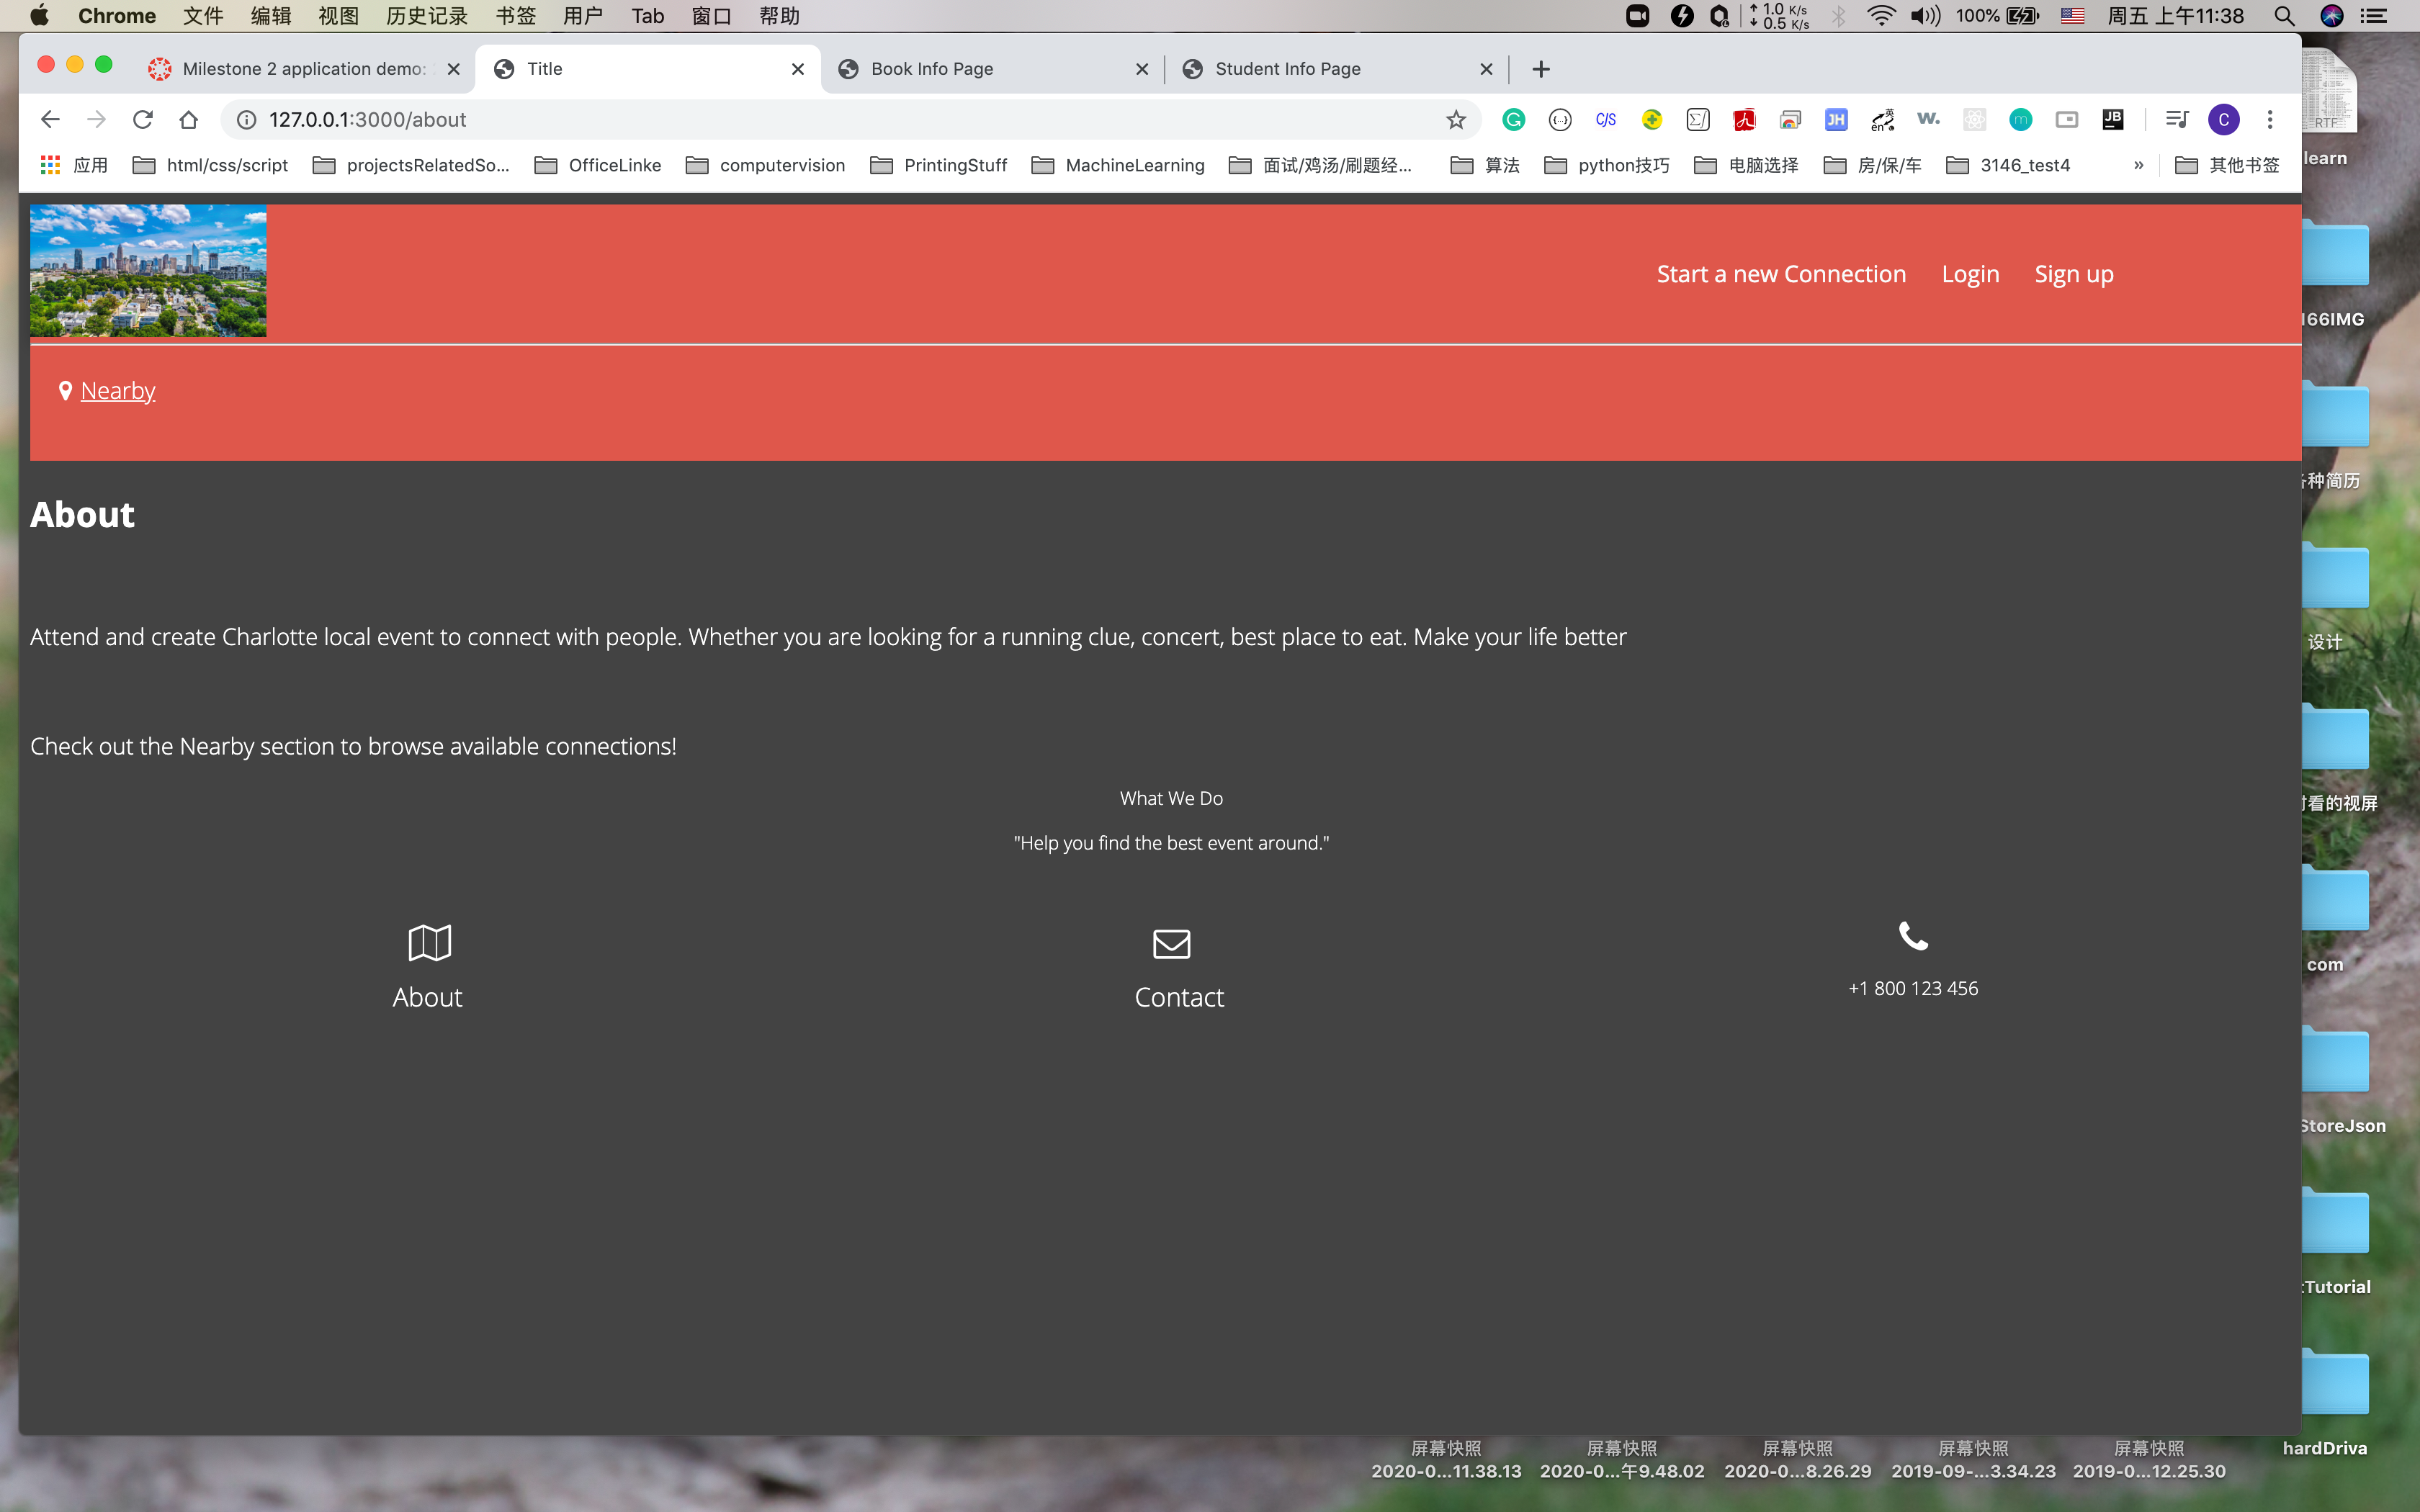 Chrome 文件 编辑 视图 历史记录 书签 用户 Tab 窗口 帮助 1.0 K/s 0.5 K/s 100% 周五 上午11:38
Milestone 2 application demo: Title Book Info Page Student Info Page
127.0.0.1:3000/about
应用 html/css/script projectsRelatedSo... OfficeLinke computervision PrintingStuff MachineLearning 面试/鸡汤/刷题经... 算法 python技巧 电脑选择 房/保/车 3146_test4 » 其他书签
RTF
learn
Start a new Connection Login Sign up
166IMG
Nearby
各种简历
About
Attend and create Charlotte local event to connect with people. Whether you are looking for a running clue, concert, best place to eat. Make your life better
设计
Check out the Nearby section to browse available connections!
What We Do
时看的视屏
"Help you find the best event around."
com
About Contact +1 800 123 456
StoreJson
tTutorial
hardDriva
屏幕快照 屏幕快照 屏幕快照 屏幕快照 屏幕快照
2020-0...11.38.13 2020-0...午9.48.02 2020-0...8.26.29 2019-09-...3.34.23 2019-0...12.25.30